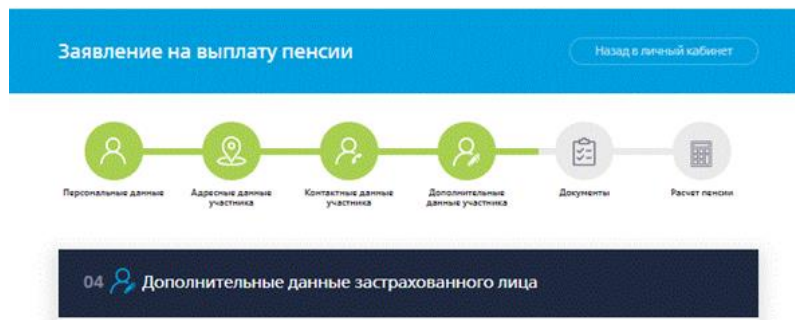 Заявление на выплату пенсии
Назад в личный кабинет
Персональные данные
Адресные данные
участника
Контактные данные
участника
Дополнительные
данные участника
Документы
Расчет пенсии
04 Дополнительные данные застрахованного лица